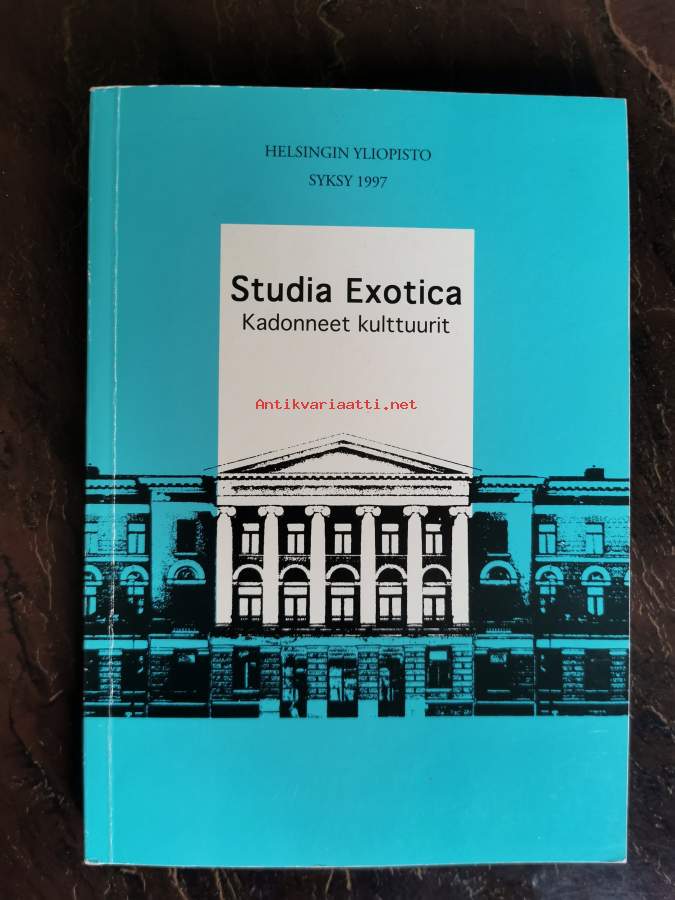 HELSINGIN YLIOPISTO
SYKSY 1997
Studia Exotica
Kadonneet kulttuurit
Antikvariaatti.net